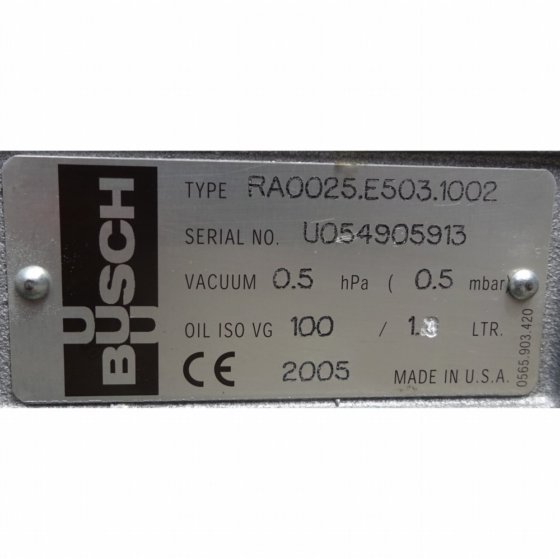 BUSCH
TYPE RA0025.E503.1002
SERIAL NO. U054905913
VACUUM 0.5 hPa ( 0.5 mbar)
OIL ISO VG 100 / LTR.
CE 2005 MADE IN U.S.A.
0565.903.420